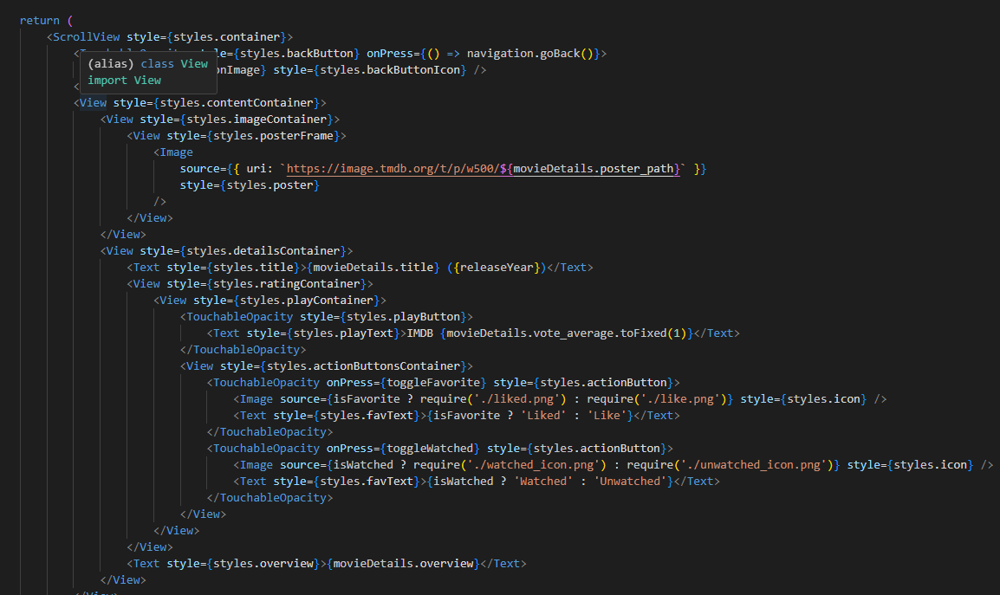 return (
<ScrollView style={styles.container}>
style={styles.backButton} onPress={() => navigation.goBack()}>
(alias) class View
onImage} style={styles.backButtonIcon} />
import View
<
<View style={styles.contentContainer}>
<View style={styles.imageContainer}>
<View style={styles.posterFrame}>
<Image
source={{ uri: `https://image.tmdb.org/t/p/w500/${movieDetails.poster_path}` }}
style={styles.poster}
/>
</View>
</View>
<View style={styles.detailsContainer}>
<Text style={styles.title}>{movieDetails.title} ({releaseYear})</Text>
<View style={styles.ratingContainer}>
<View style={styles.playContainer}>
<TouchableOpacity style={styles.playButton}>
<Text style={styles.playText}>IMDB {movieDetails.vote_average.toFixed(1)}</Text>
</TouchableOpacity>
<View style={styles.actionButtonsContainer}>
<TouchableOpacity onPress={toggleFavorite} style={styles.actionButton}>
<Image source={isFavorite ? require('./liked.png') : require('./like.png')} style={styles.icon} />
<Text style={styles.favText}>{isFavorite ? 'Liked' : 'Like'}</Text>
</TouchableOpacity>
<TouchableOpacity onPress={toggleWatched} style={styles.actionButton}>
<Image source={isWatched ? require('./watched_icon.png') : require('./unwatched_icon.png')} style={styles.icon} />
<Text style={styles.favText}>{isWatched ? 'Watched' : 'Unwatched'}</Text>
</TouchableOpacity>
</View>
</View>
</View>
<Text style={styles.overview}>{movieDetails.overview}</Text>
</View>
</View>